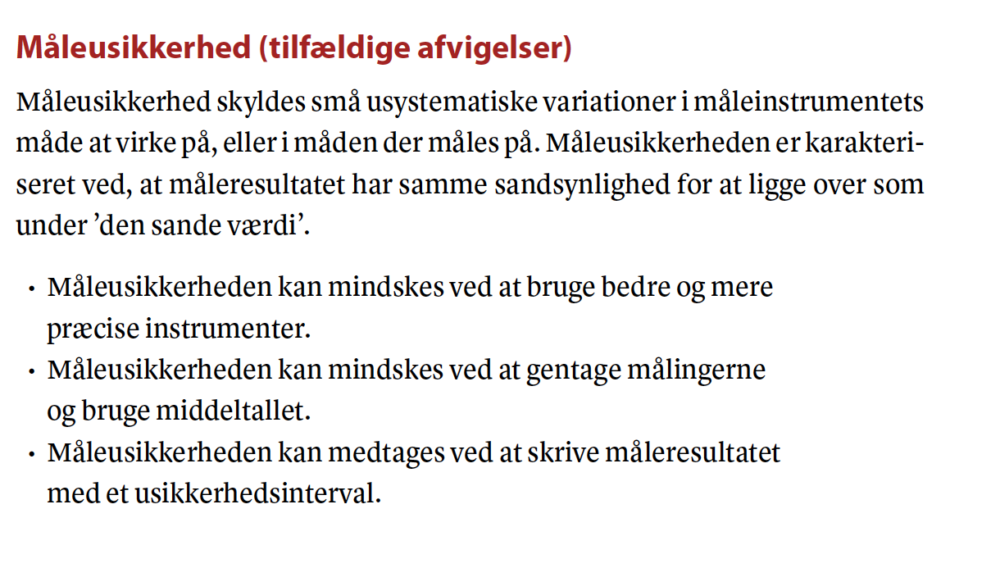 Måleusikkerhed (tilfældige afvigelser)
Måleusikkerhed skyldes små usystematiske variationer i måleinstrumentets
måde at virke på, eller i måden der måles på. Måleusikkerheden er karakteri-
seret ved, at måleresultatet har samme sandsynlighed for at ligge over som
under ’den sande værdi’.
• Måleusikkerheden kan mindskes ved at bruge bedre og mere
præcise instrumenter.
• Måleusikkerheden kan mindskes ved at gentage målingerne
og bruge middeltallet.
• Måleusikkerheden kan medtages ved at skrive måleresultatet
med et usikkerhedsinterval.